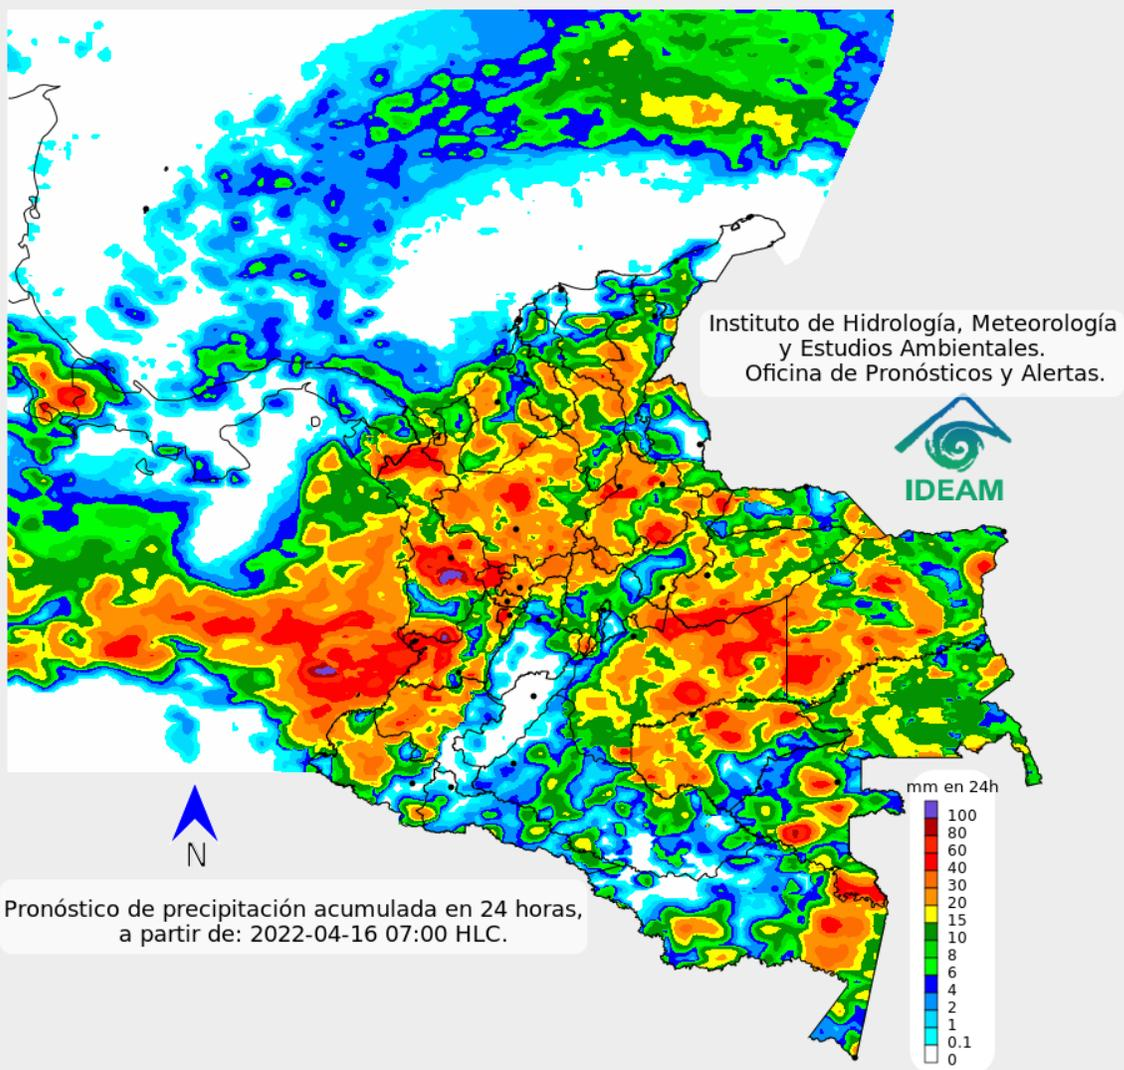 Instituto de Hidrología, Meteorología
y Estudios Ambientales.
Oficina de Pronósticos y Alertas.
IDEAM
mm en 24h
100
80
60
40
30
20
15
10
8
6
4
2
1
0.1
0
N
Pronóstico de precipitación acumulada en 24 horas,
a partir de: 2022-04-16 07:00 HLC.